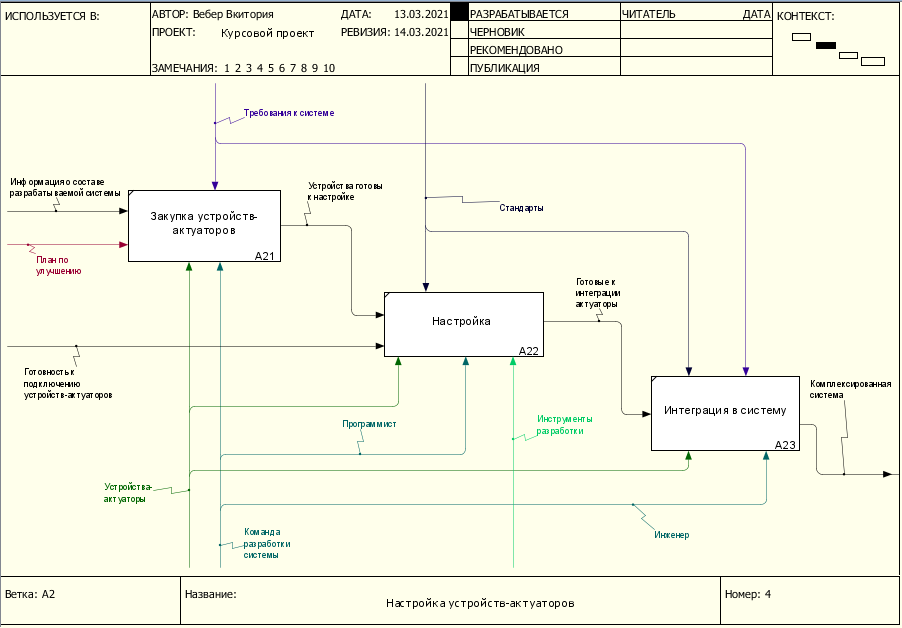 ИСПОЛЬЗУЕТСЯ В:
АВТОР: Вебер Вкитория
ДАТА: 13.03.2021
РАЗРАБАТЫВАЕТСЯ
ЧИТАТЕЛЬ
ДАТА
КОНТЕКСТ:
ПРОЕКТ: Курсовой проект
РЕВИЗИЯ: 14.03.2021
ЧЕРНОВИК
РЕКОМЕНДОВАНО
ЗАМЕЧАНИЯ: 1 2 3 4 5 6 7 8 9 10
ПУБЛИКАЦИЯ
Требования к системе
Информация о составе
разрабатываемой системы
Устройства готовы
к настройке
Стандарты
Закупка устройств-
актуаторов
A21
План по
улучшению
Готовые к
интеграции
актуаторы
Настройка
A22
Готовность к
подключению
устройств-актуаторов
Комплексированная
система
Интеграция в систему
A23
Программист
Инструменты
разработки
Устройства-
актуаторы
Команда
разработки
системы
Инженер
Ветка: A2
Название:
Настройка устройств-актуаторов
Номер: 4